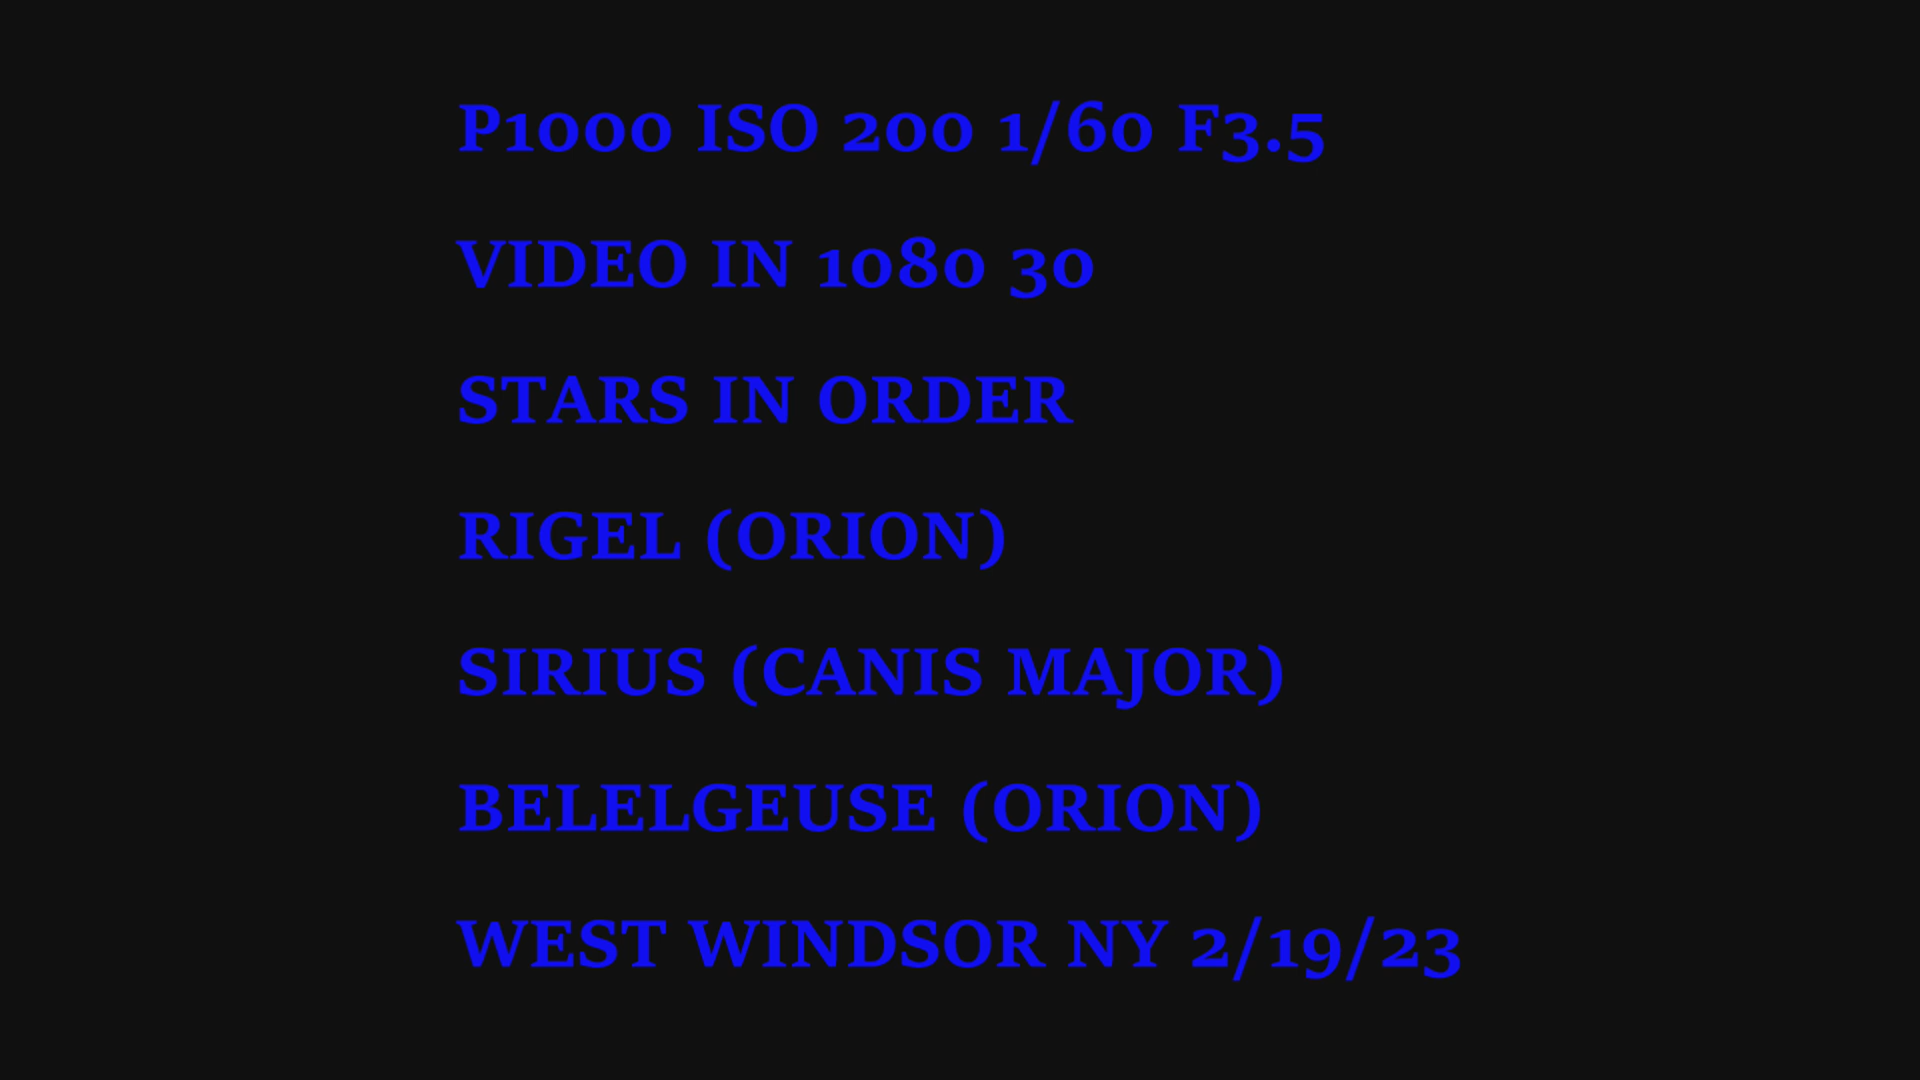 P1000 ISO 200 1/60 F3.5
VIDEO IN 1080 30
STARS IN ORDER
RIGEL (ORION)
SIRIUS (CANIS MAJOR)
BELELGEUSE (ORION)
WEST WINDSOR NY 2/19/23